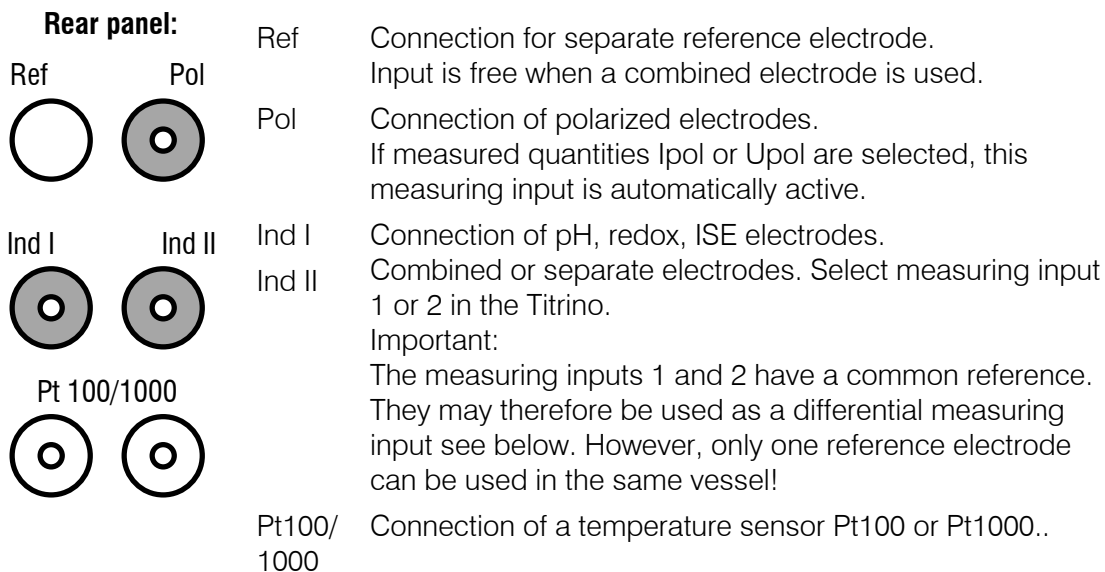 Rear panel:
Ref Pol
Ind I Ind II
Pt 100/1000
Ref Connection for separate reference electrode.
Input is free when a combined electrode is used.
Pol Connection of polarized electrodes.
If measured quantities Ipol or Upol are selected, this
measuring input is automatically active.
Ind I Connection of pH, redox, ISE electrodes.
Ind II Combined or separate electrodes. Select measuring input
1 or 2 in the Titrino.
Important:
The measuring inputs 1 and 2 have a common reference.
They may therefore be used as a differential measuring
input see below. However, only one reference electrode
can be used in the same vessel!
Pt100/ Connection of a temperature sensor Pt100 or Pt1000..
1000